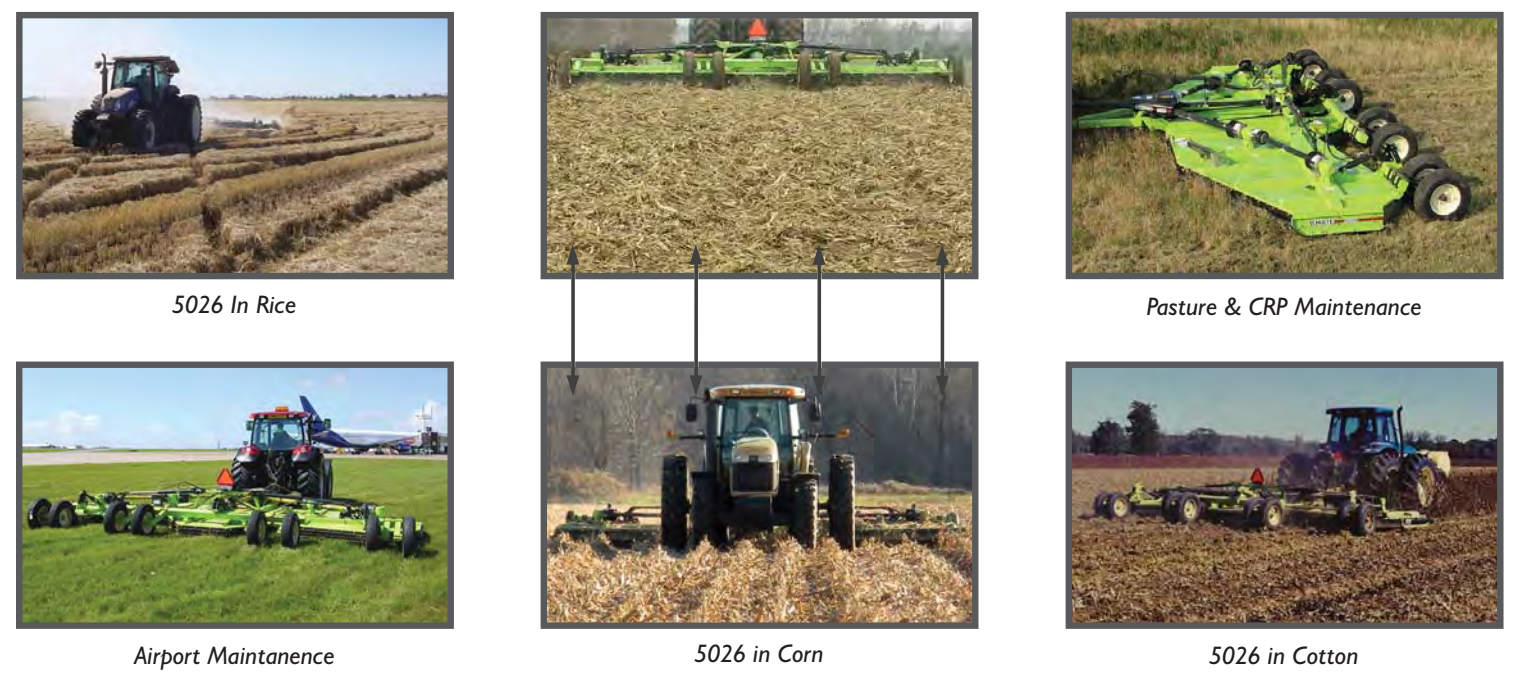 5026 In Rice
Pasture & CRP Maintenance
Airport Maintanence
5026 in Corn
5026 in Cotton